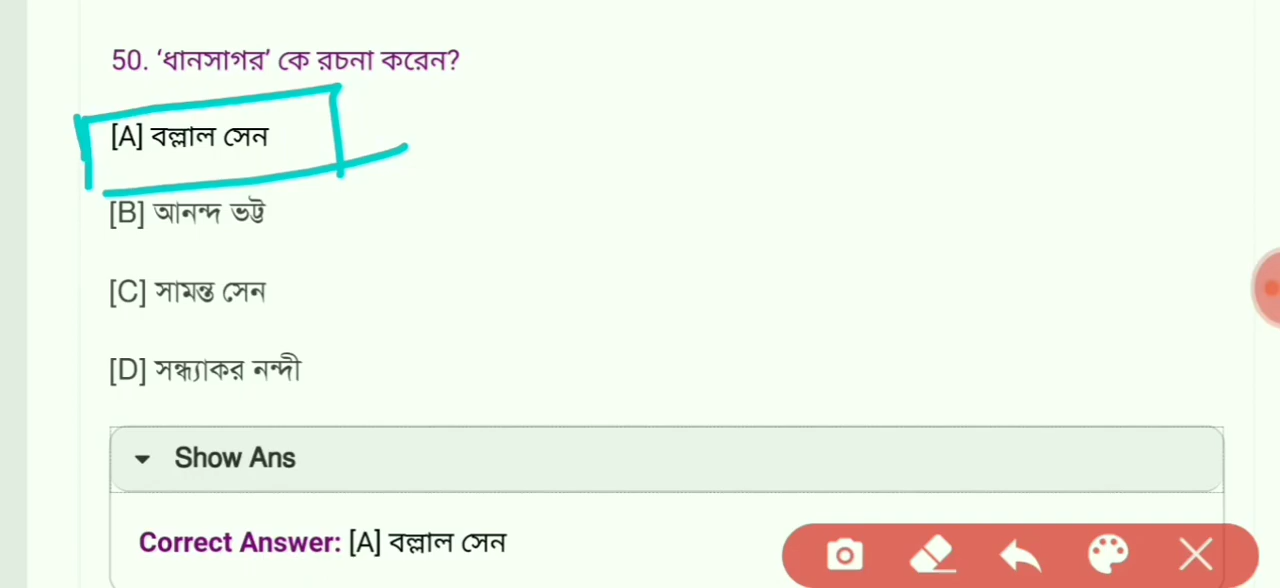 50. ‘ধানসাগর’ কে রচনা করেন?
[A] বল্লাল সেন
[B] আনন্দ ভট্ট
[C] সামন্ত সেন
[D] সন্ধ্যাকর নন্দী
Show Ans
Correct Answer: [A] বল্লাল সেন